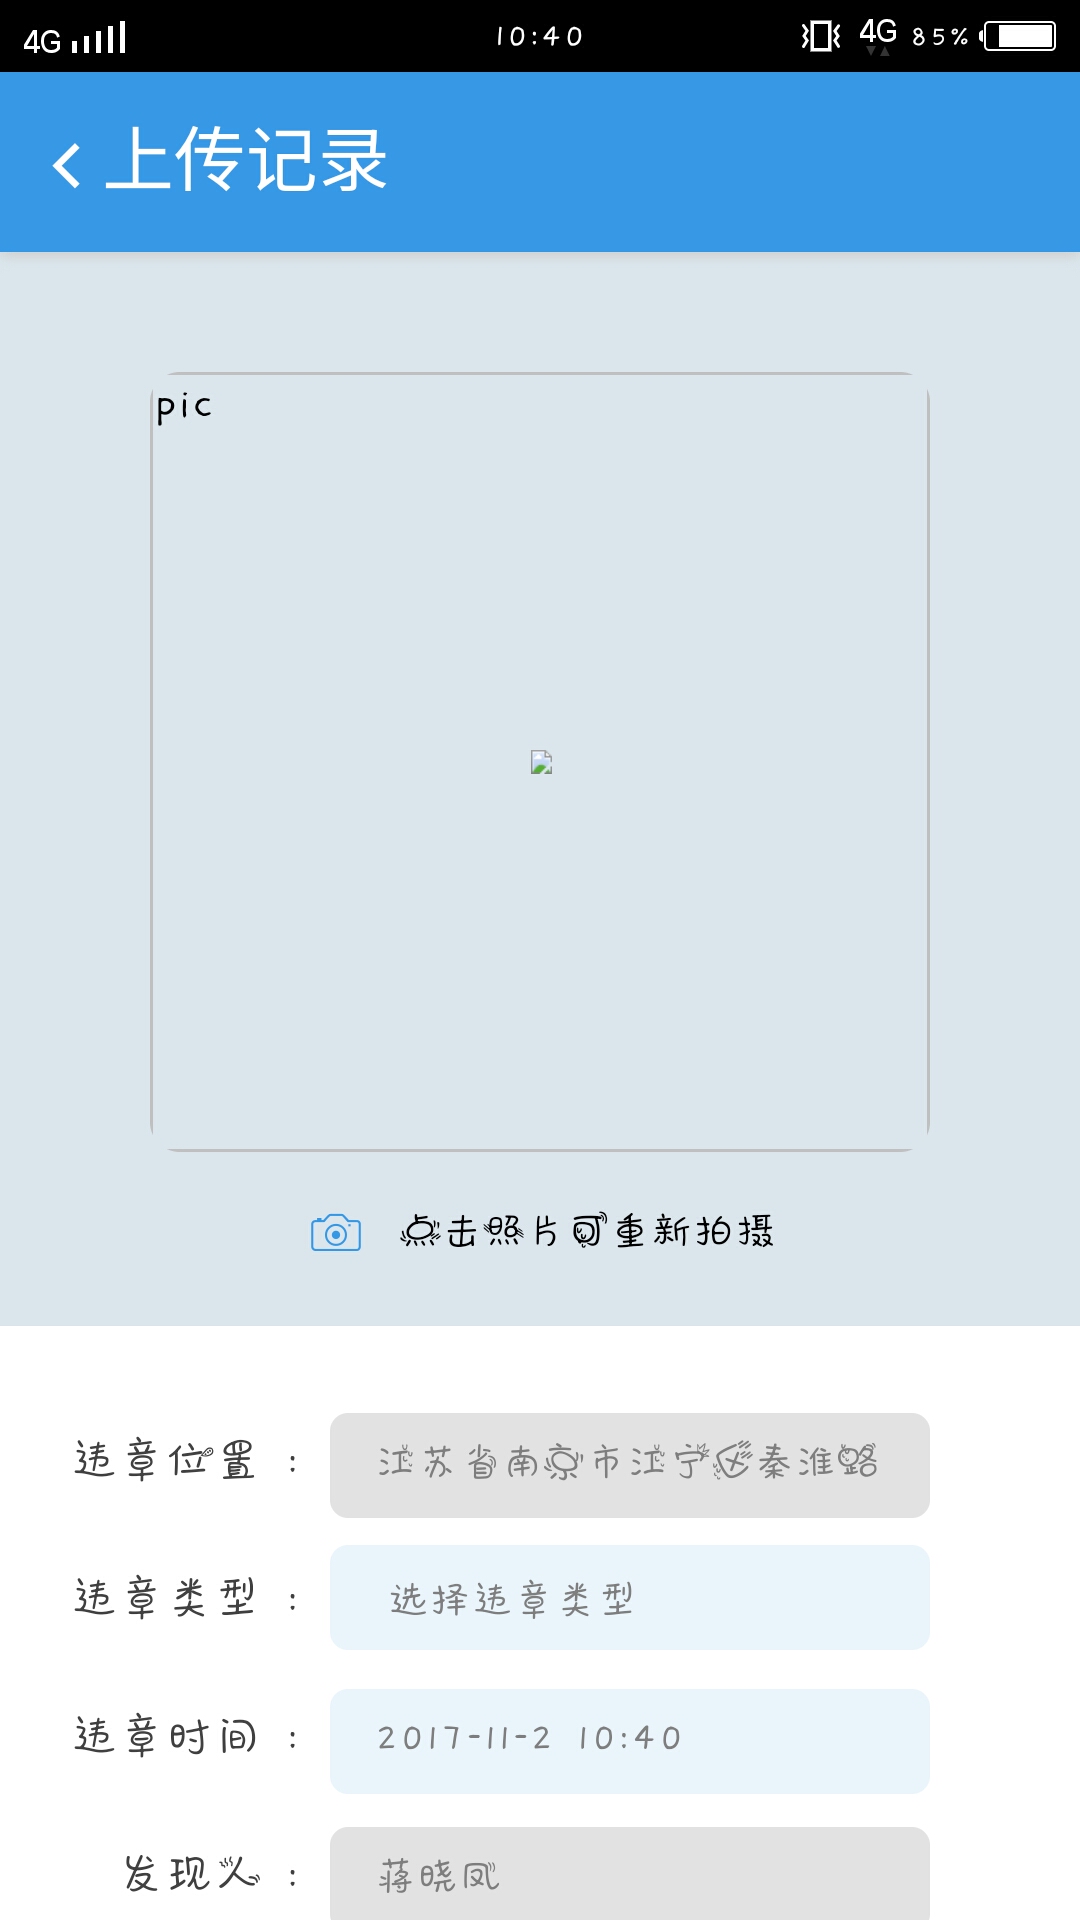 4G 10:40 4G 85%
上传记录
pic
点击照片可重新拍摄
违章位置 : 江苏省南京市江宁区秦淮路
违章类型 : 选择违章类型
违章时间 : 2017-11-2 10:40
发现人 : 蒋晓凤